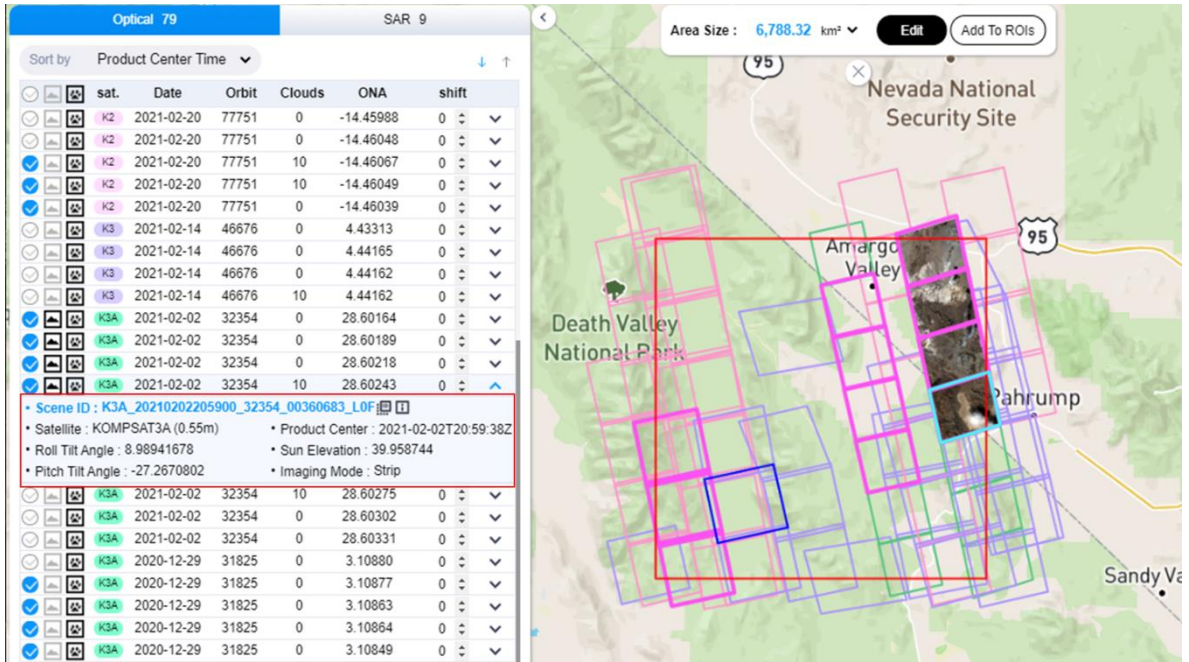 Optical 79
SAR 9
Sort by Product Center Time
sat. Date Orbit Clouds ONA shift
K2 2021-02-20 77751 0 -14.45988 0
K2 2021-02-20 77751 0 -14.46048 0
K2 2021-02-20 77751 10 -14.46067 0
K2 2021-02-20 77751 10 -14.46049 0
K2 2021-02-20 77751 0 -14.46039 0
K3 2021-02-14 46676 0 4.43313 0
K3 2021-02-14 46676 0 4.44165 0
K3 2021-02-14 46676 0 4.44162 0
K3 2021-02-14 46676 10 4.44162 0
K3A 2021-02-02 32354 0 28.60164 0
K3A 2021-02-02 32354 0 28.60189 0
K3A 2021-02-02 32354 0 28.60218 0
K3A 2021-02-02 32354 10 28.60243 0
• Scene ID : K3A_20210202205900_32354_00360683_L0F
• Satellite : KOMPSAT3A (0.55m) • Product Center : 2021-02-02T20:59:38Z
• Roll Tilt Angle : 8.98941678 • Sun Elevation : 39.958744
• Pitch Tilt Angle : -27.2670802 • Imaging Mode : Strip
K3A 2021-02-02 32354 10 28.60275 0
K3A 2021-02-02 32354 0 28.60302 0
K3A 2021-02-02 32354 0 28.60331 0
K3A 2020-12-29 31825 0 3.10880 0
K3A 2020-12-29 31825 0 3.10877 0
K3A 2020-12-29 31825 0 3.10863 0
K3A 2020-12-29 31825 0 3.10864 0
K3A 2020-12-29 31825 0 3.10849 0
Area Size : 6,788.32 km² Edit Add To ROIs
95
Nevada National
Security Site
95
Amargo
Valley
Death Valley
National Park
Pahrump
Sandy Va